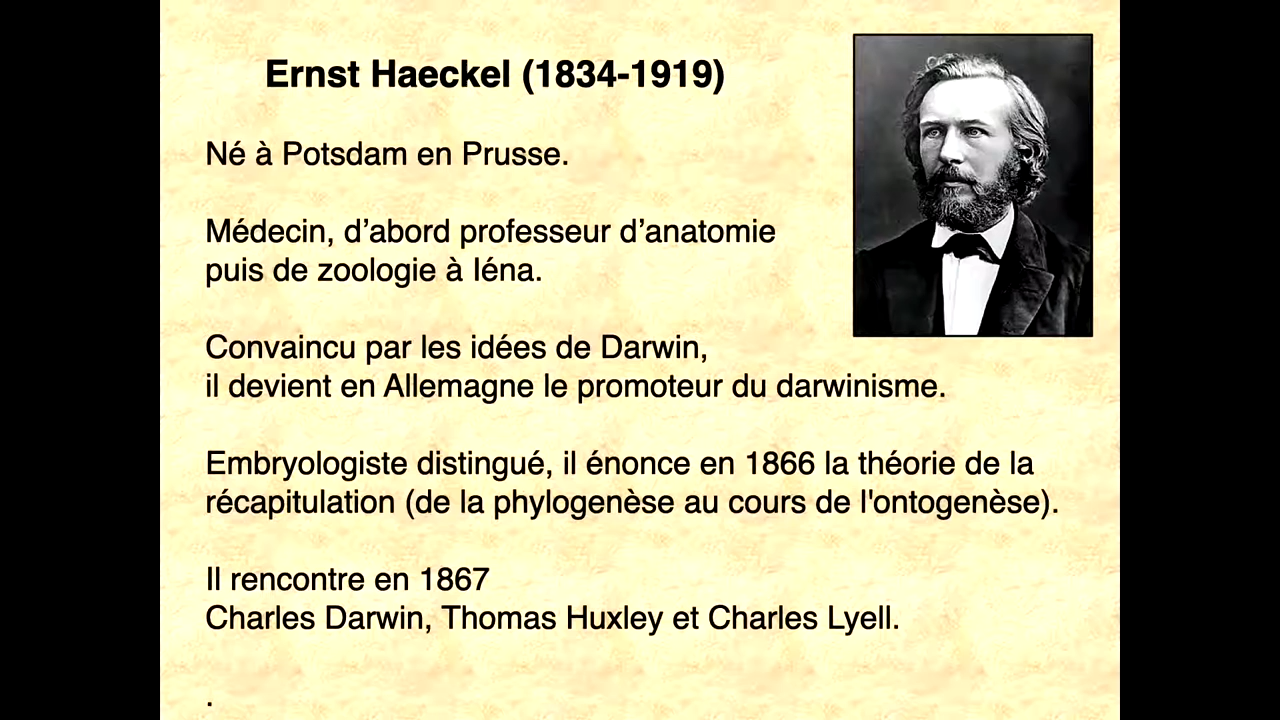 Ernst Haeckel (1834-1919)
Né à Potsdam en Prusse.
Médecin, d’abord professeur d’anatomie
puis de zoologie à Iéna.
Convaincu par les idées de Darwin,
il devient en Allemagne le promoteur du darwinisme.
Embryologiste distingué, il énonce en 1866 la théorie de la
récapitulation (de la phylogenèse au cours de l'ontogenèse).
Il rencontre en 1867
Charles Darwin, Thomas Huxley et Charles Lyell.
.